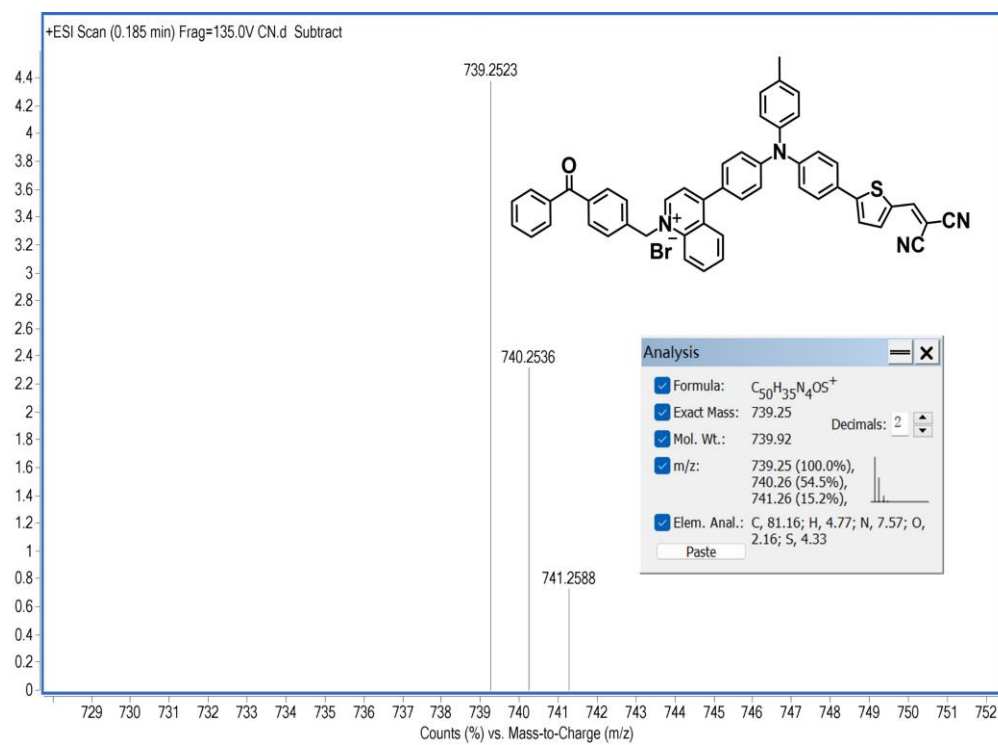 +ESI Scan (0.185 min) Frag=135.0V CN.d Subtract
4.4
4.2
4
3.8
3.6
3.4
3.2
3
2.8
2.6
2.4
2.2
2
1.8
1.6
1.4
1.2
1
0.8
0.6
0.4
0.2
0
739.2523
740.2536
741.2588
O
N+
Br−
N
S
CN
NC
Analysis
Formula: C50H35N4OS+
Exact Mass: 739.25
Decimals: 2
Mol. Wt.: 739.92
m/z: 739.25 (100.0%),
740.26 (54.5%),
741.26 (15.2%),
Elem. Anal.: C, 81.16; H, 4.77; N, 7.57; O,
2.16; S, 4.33
Paste
729 730 731 732 733 734 735 736 737 738 739 740 741 742 743 744 745 746 747 748 749 750 751 752
Counts (%) vs. Mass-to-Charge (m/z)